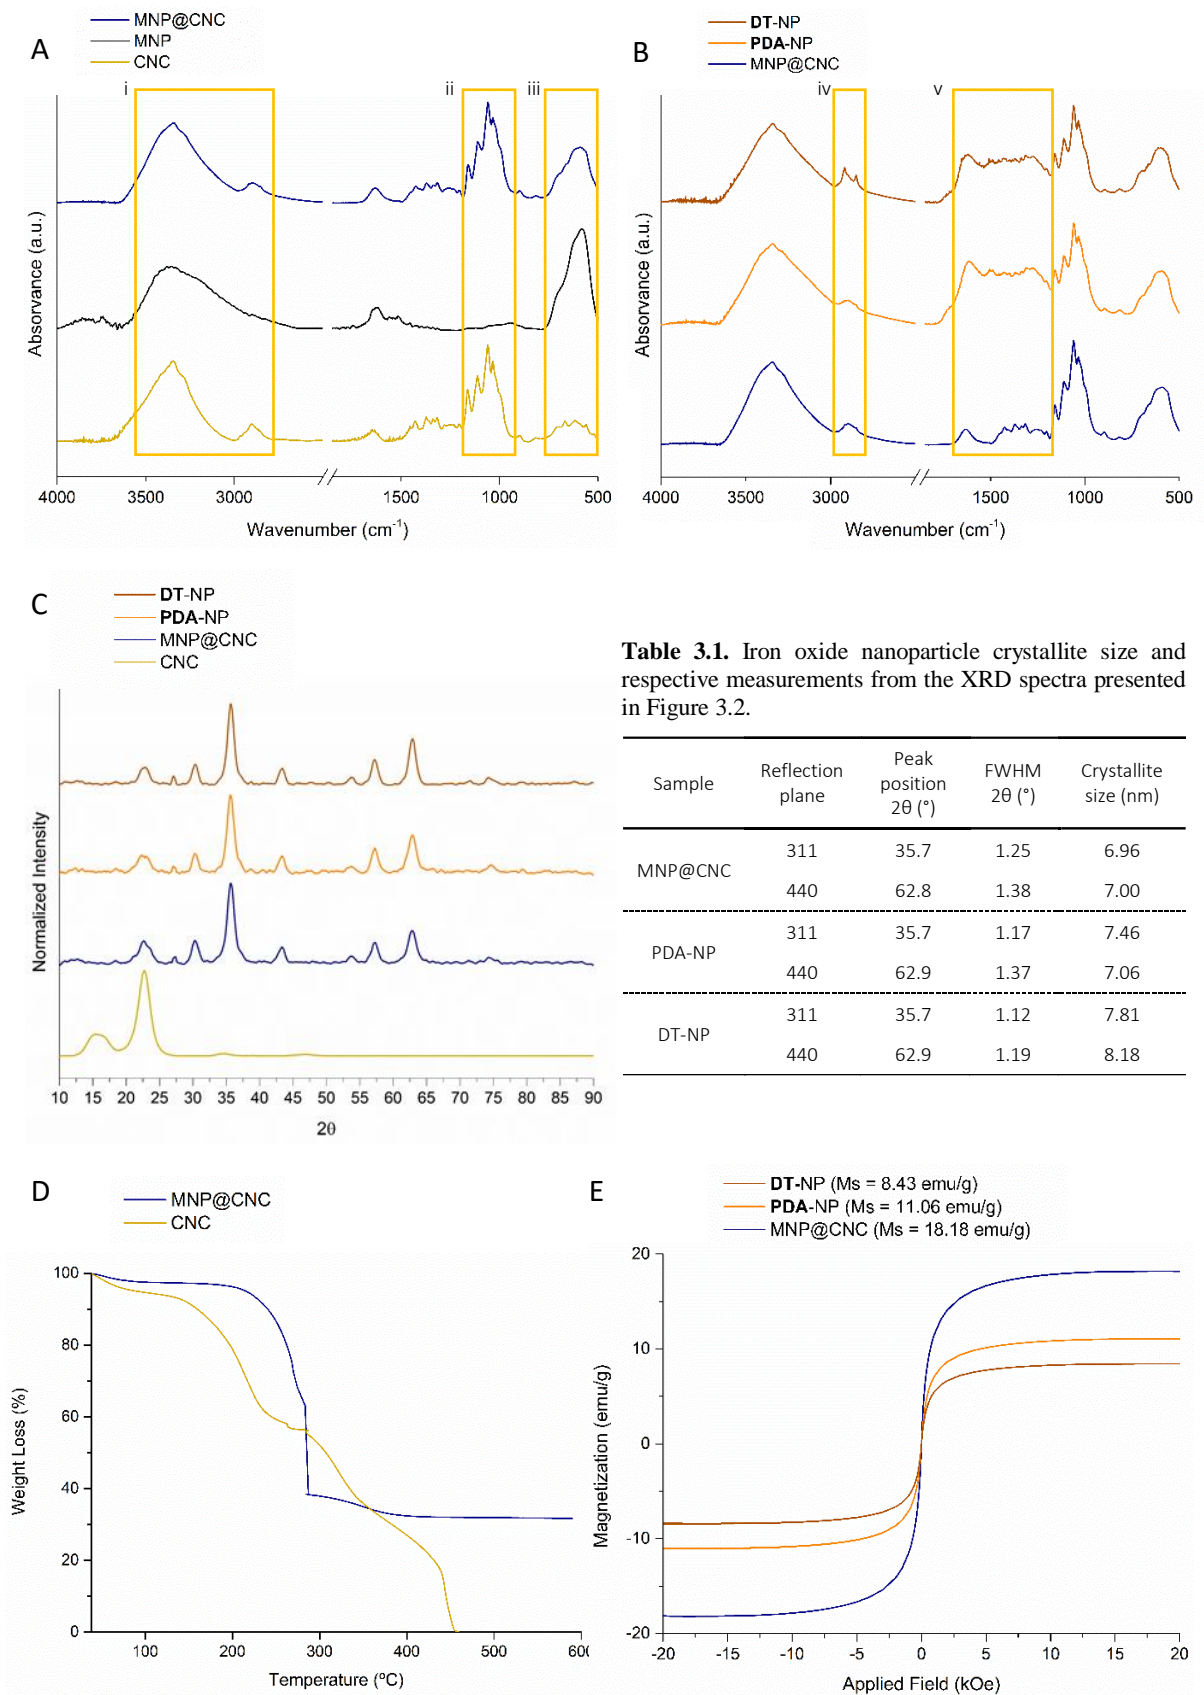 A
MNP@CNC
MNP
CNC
i
ii
iii
Absorvance (a.u.)
4000 3500 3000 1500 1000 500
Wavenumber (cm-1)
B
DT-NP
PDA-NP
MNP@CNC
iv
v
Absorvance (a.u.)
4000 3500 3000 1500 1000 500
Wavenumber (cm-1)
C
DT-NP
PDA-NP
MNP@CNC
CNC
Normalized Intensity
10 15 20 25 30 35 40 45 50 55 60 65 70 75 80 85 90
2θ
Table 3.1. Iron oxide nanoparticle crystallite size and
respective measurements from the XRD spectra presented
in Figure 3.2.
Sample Reflection plane Peak position 2θ (°) FWHM 2θ (°) Crystallite size (nm)
MNP@CNC 311 35.7 1.25 6.96
440 62.8 1.38 7.00
PDA-NP 311 35.7 1.17 7.46
440 62.9 1.37 7.06
DT-NP 311 35.7 1.12 7.81
440 62.9 1.19 8.18
D
MNP@CNC
CNC
Weight Loss (%)
100
80
60
40
20
0
100 200 300 400 500 600
Temperature (ºC)
E
DT-NP (Ms = 8.43 emu/g)
PDA-NP (Ms = 11.06 emu/g)
MNP@CNC (Ms = 18.18 emu/g)
Magnetization (emu/g)
20
10
0
-10
-20
-20 -15 -10 -5 0 5 10 15 20
Applied Field (kOe)